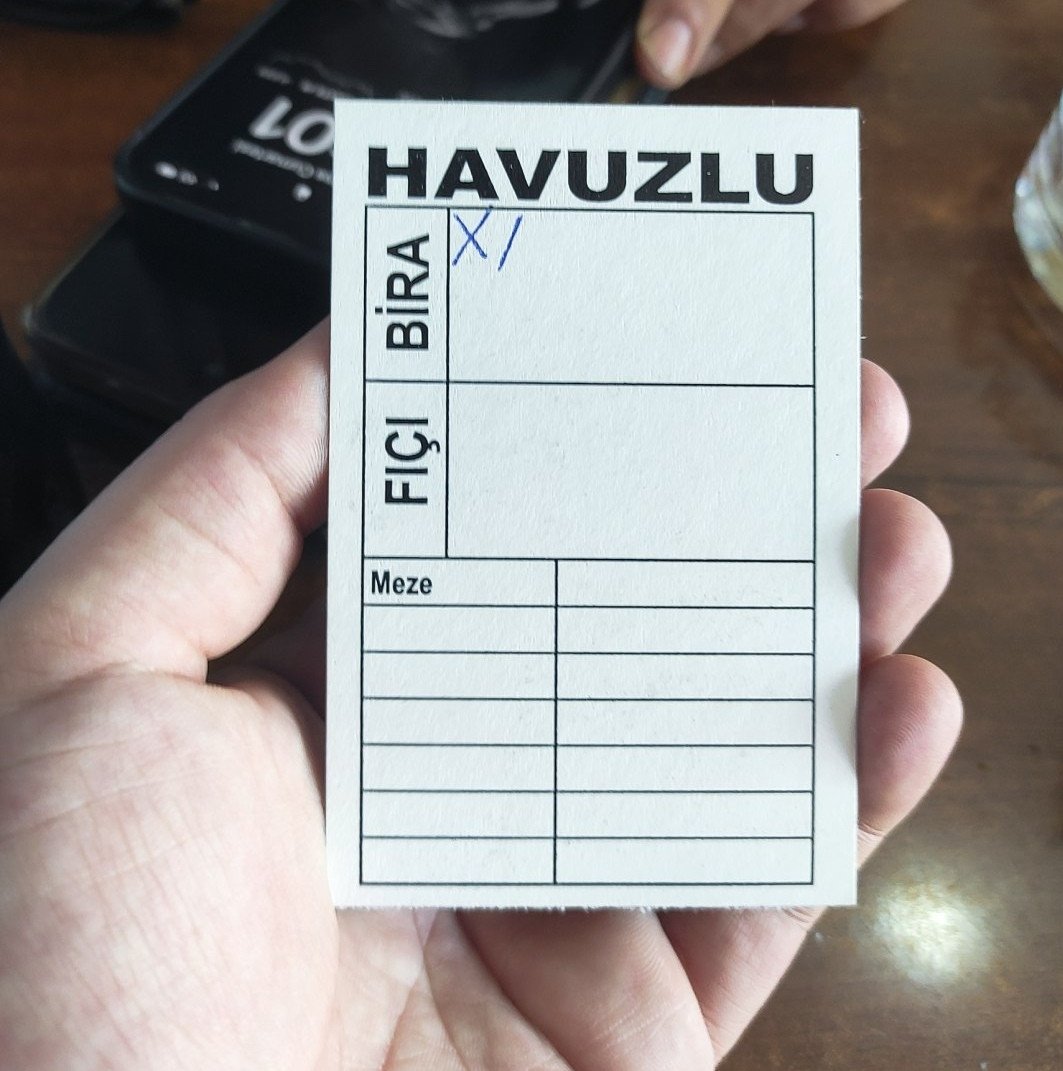 HAVUZLU
BİRA
X/
FIÇI
Meze